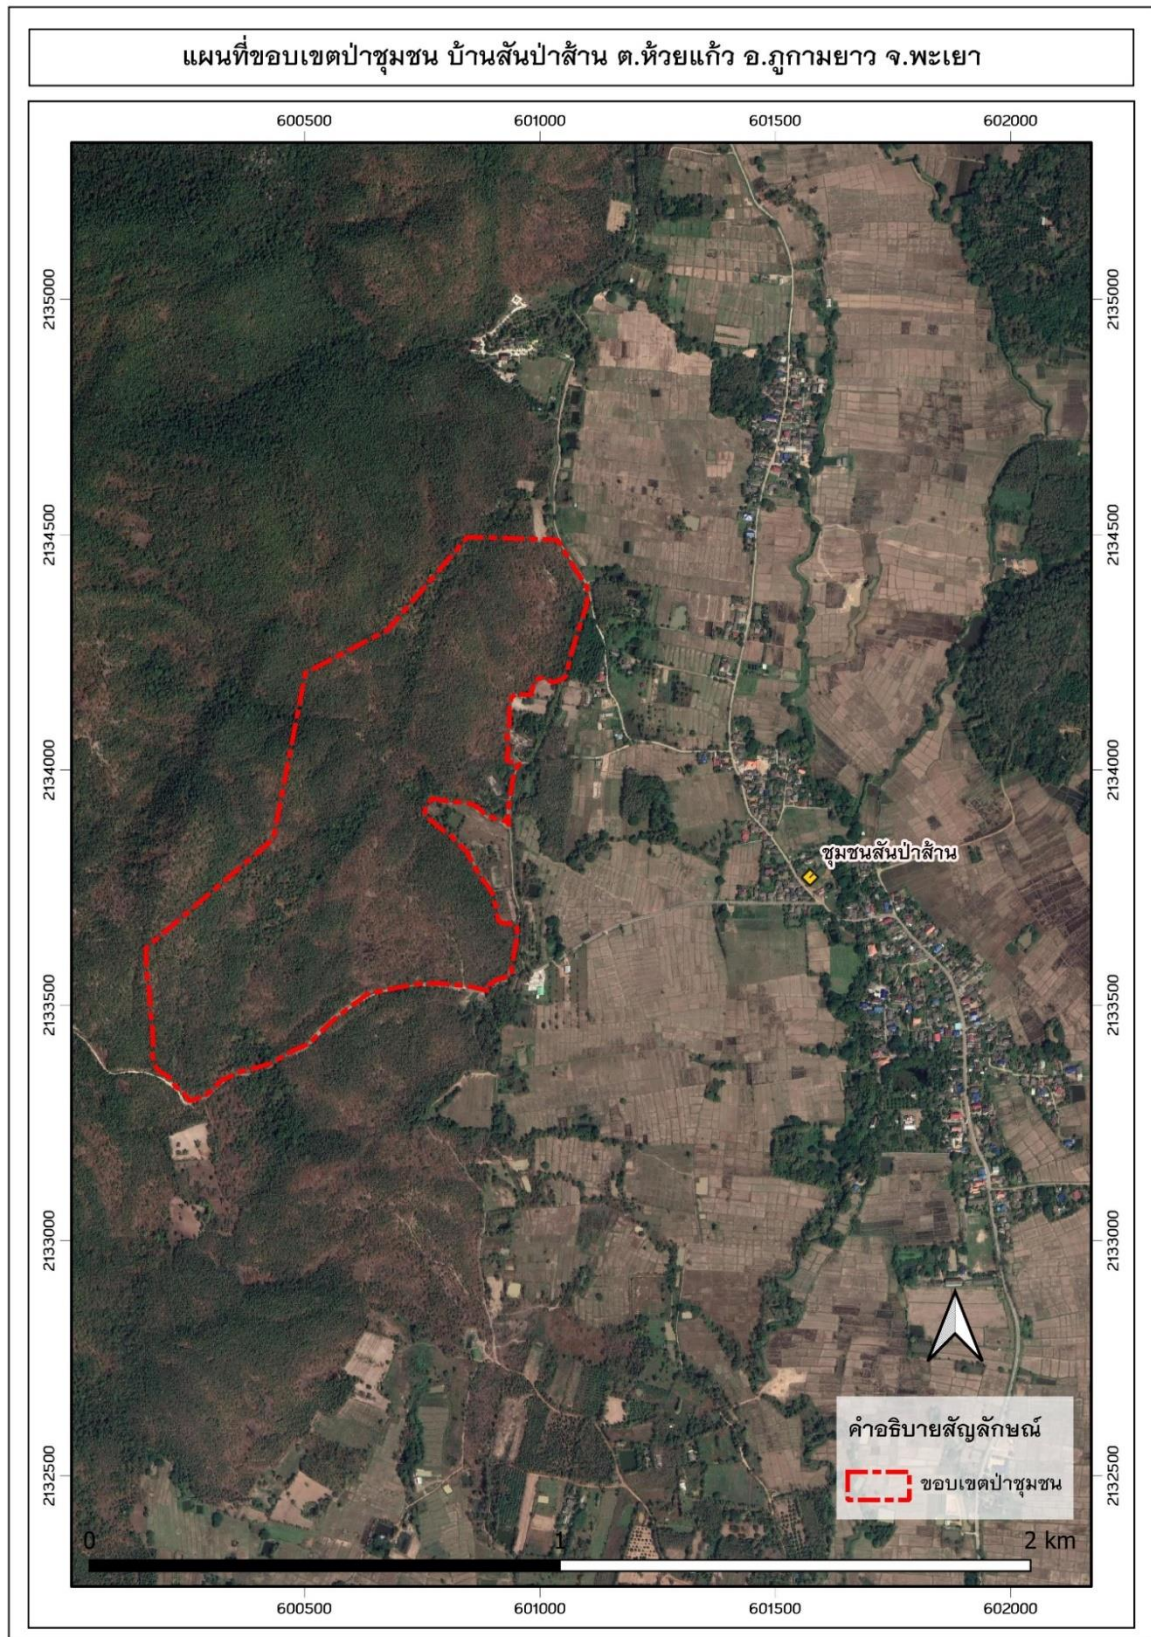 แผนที่ขอบเขตป่าชุมชน บ้านสันป่าส้าน ต.ห้วยแก้ว อ.ภูกามยาว จ.พะเยา
600500 601000 601500 602000
2135000 2135000
2134500 2134500
2134000 2134000
ชุมชนสันป่าส้าน
2133500 2133500
2133000 2133000
คำอธิบายสัญลักษณ์
2132500 2132500
ขอบเขตป่าชุมชน
0 1 2 km
600500 601000 601500 602000